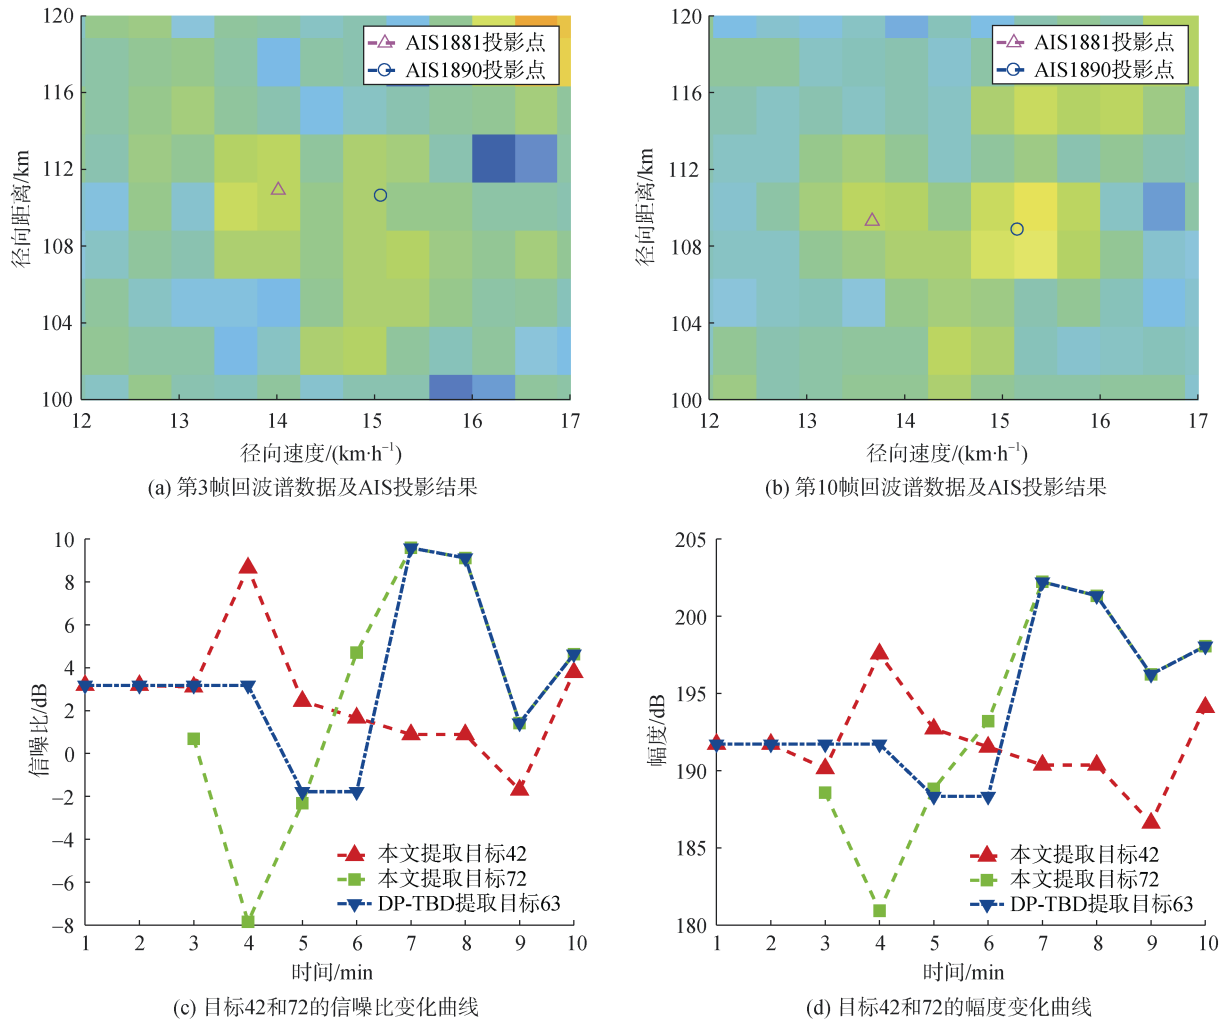 120
116
112
108
104
100
径向距离/km
AIS1881投影点
AIS1890投影点
12 13 14 15 16 17
径向速度/(km·h⁻¹)
(a) 第3帧回波谱数据及AIS投影结果
120
116
112
108
104
100
径向距离/km
AIS1881投影点
AIS1890投影点
12 13 14 15 16 17
径向速度/(km·h⁻¹)
(b) 第10帧回波谱数据及AIS投影结果
10
8
6
4
2
0
−2
−4
−6
−8
信噪比/dB
本文提取目标42
本文提取目标72
DP-TBD提取目标63
1 2 3 4 5 6 7 8 9 10
时间/min
(c) 目标42和72的信噪比变化曲线
205
200
195
190
185
180
幅度/dB
本文提取目标42
本文提取目标72
DP-TBD提取目标63
1 2 3 4 5 6 7 8 9 10
时间/min
(d) 目标42和72的幅度变化曲线